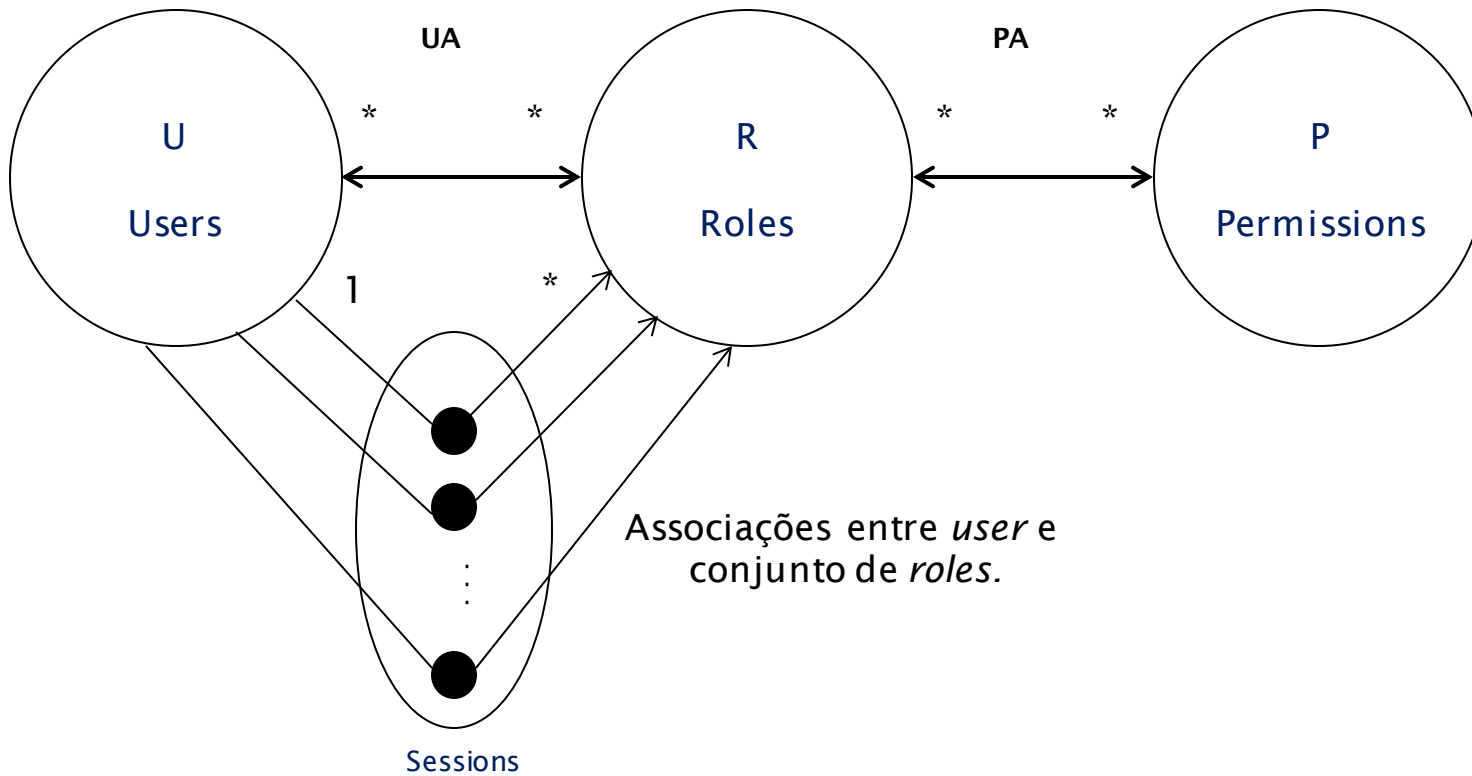 UA
PA
* *
* *
U
R
P
Users
Roles
Permissions
1
*
Associações entre user e
conjunto de roles.
Sessions